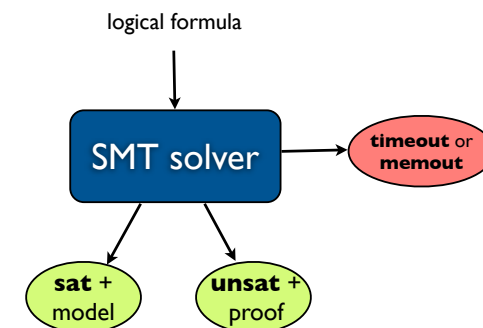 logical formula
SMT solver
timeout or
memout
sat +
model
unsat +
proof